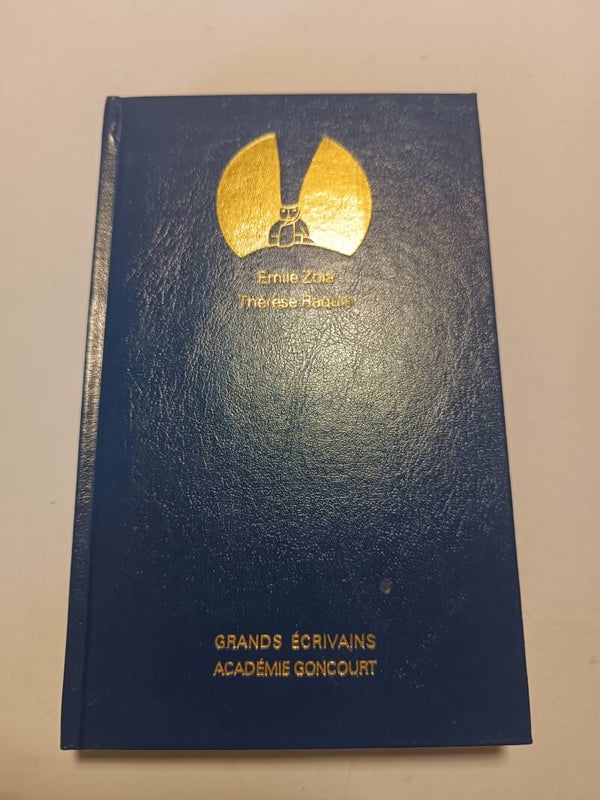 Emile Zola
Thérèse Raquin
GRANDS ÉCRIVAINS
ACADÉMIE GONCOURT